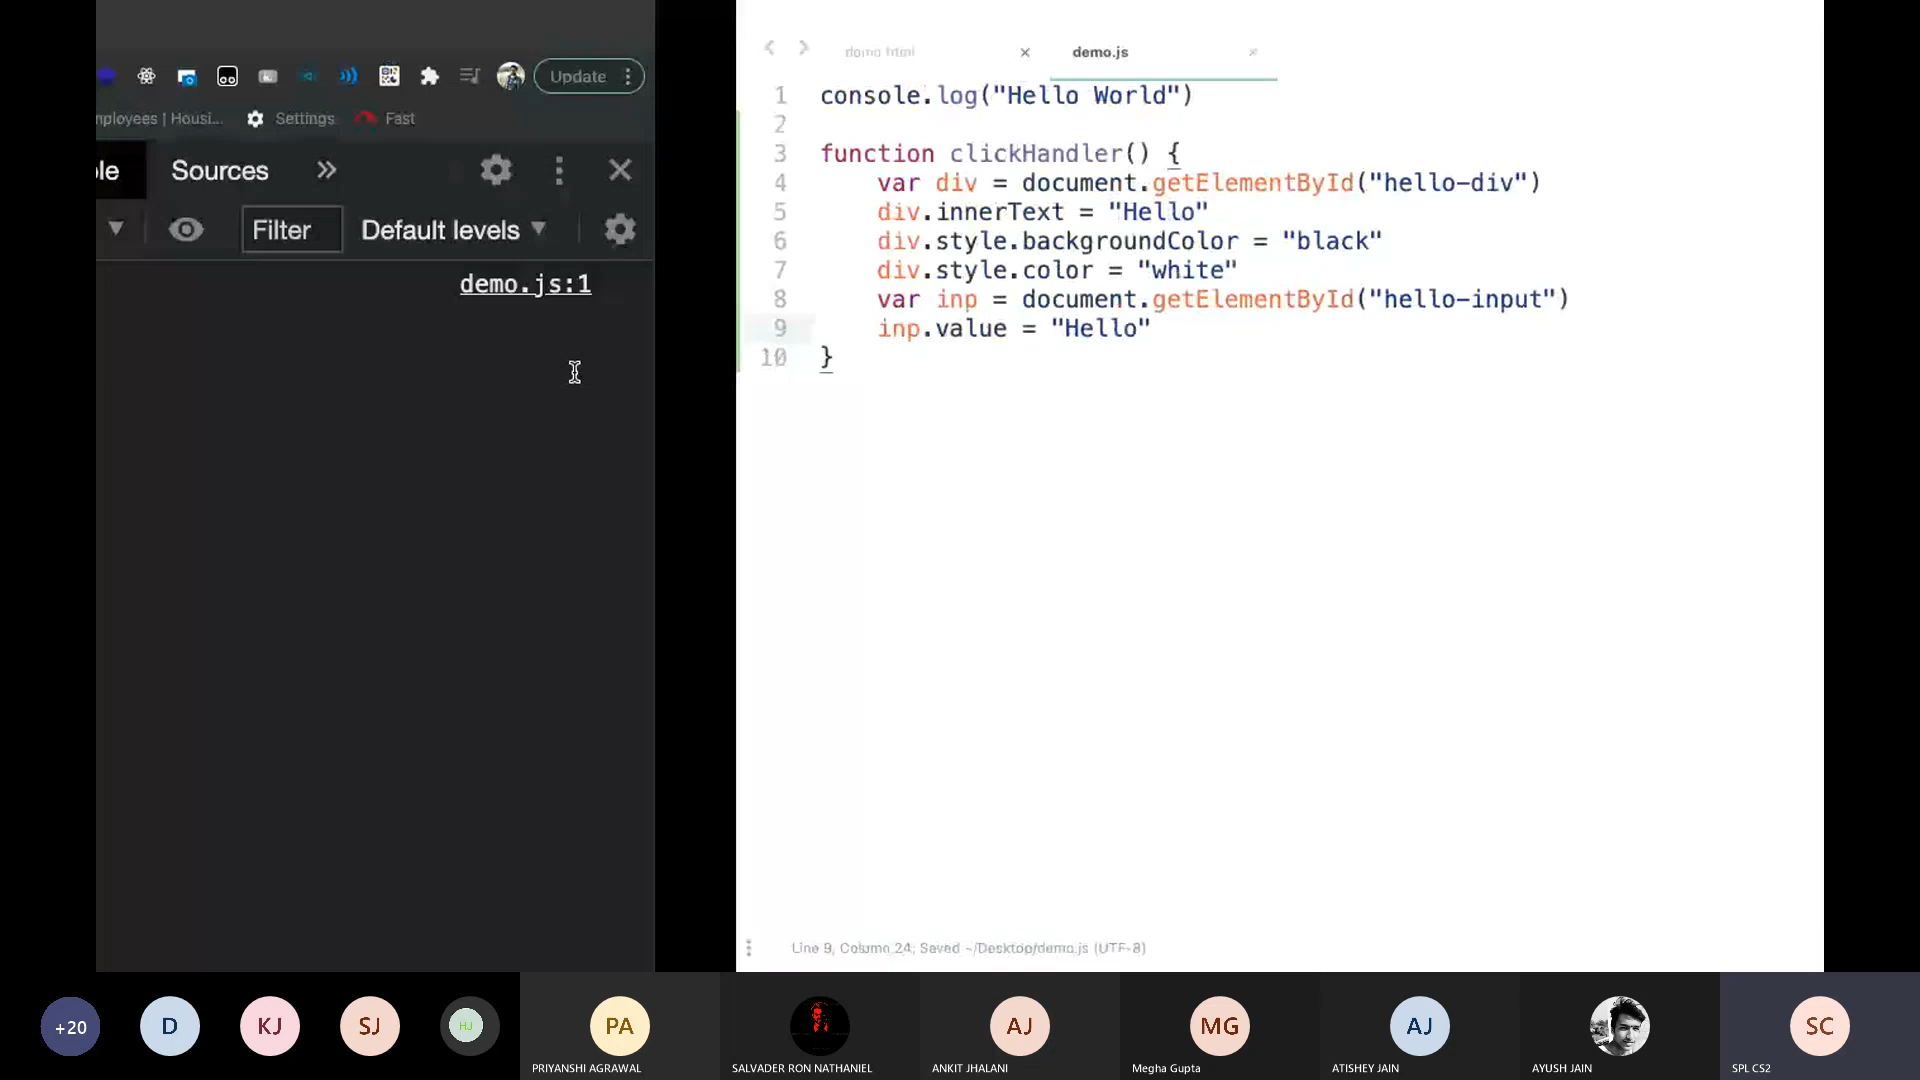 Update
nployees | Housi...
Settings
Fast
ole
Sources
Filter
Default levels
demo.js:1
demo html
demo.js
1 console.log("Hello World")
2
3 function clickHandler() {
4 var div = document.getElementById("hello-div")
5 div.innerText = "Hello"
6 div.style.backgroundColor = "black"
7 div.style.color = "white"
8 var inp = document.getElementById("hello-input")
9 inp.value = "Hello"
10 }
Line 9, Column 24; Saved ~/Desktop/demo.js (UTF-8)
+20
D
KJ
SJ
HJ
PA
AJ
MG
AJ
SC
PRIYANSHI AGRAWAL
SALVADER RON NATHANIEL
ANKIT JHALANI
Megha Gupta
ATISHEY JAIN
AYUSH JAIN
SPL CS2